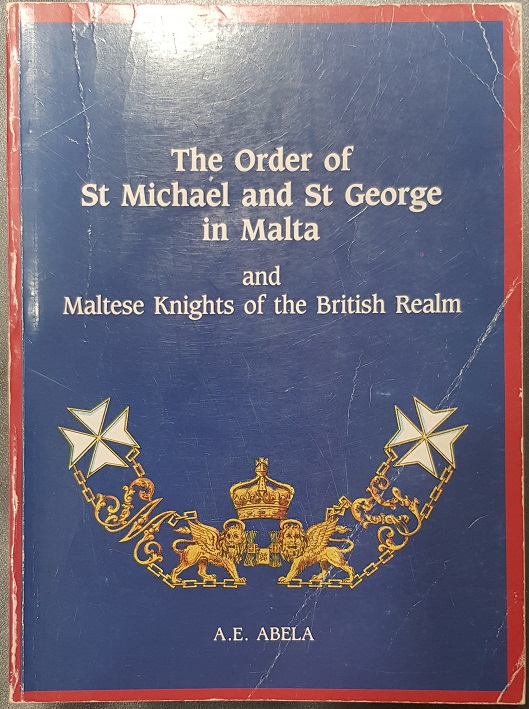 The Order of
St Michael and St George
in Malta
and
Maltese Knights of the British Realm
A.E. ABELA